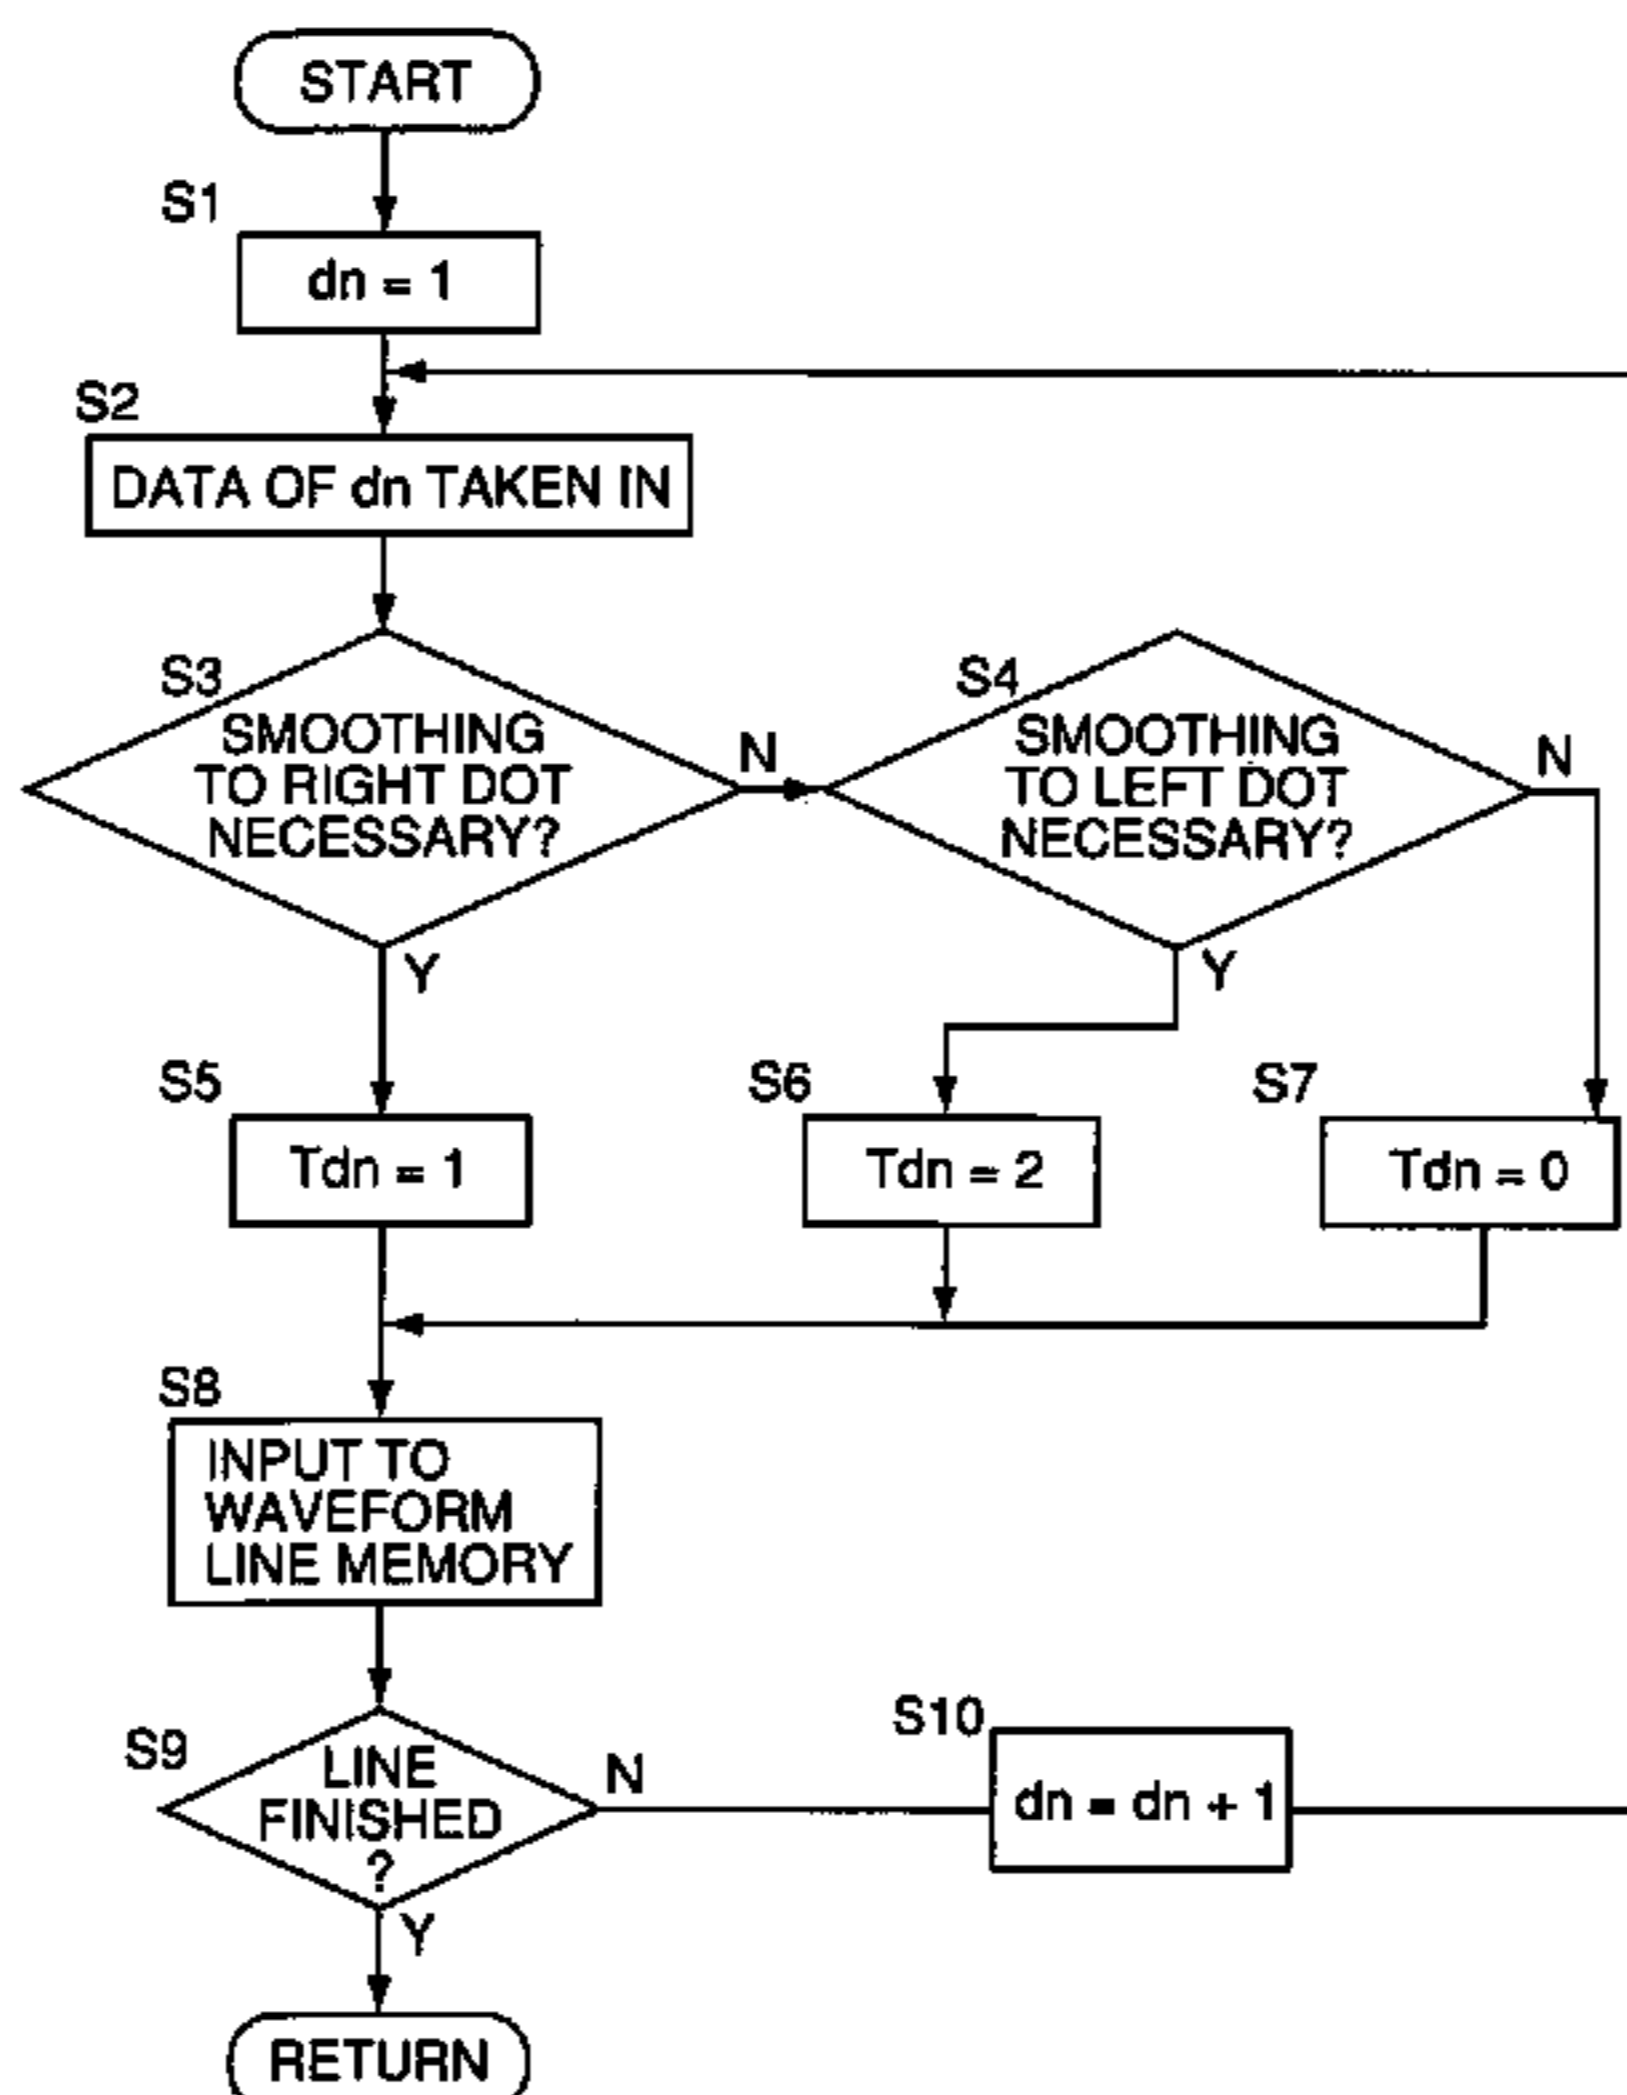 START
S1
dn = 1
S2
DATA OF dn TAKEN IN
S3
SMOOTHING
TO RIGHT DOT
NECESSARY?
N
Y
S4
SMOOTHING
TO LEFT DOT
NECESSARY?
N
Y
S5
Tdn = 1
S6
Tdn = 2
S7
Tdn = 0
S8
INPUT TO
WAVEFORM
LINE MEMORY
S9
LINE
FINISHED
?
N
Y
S10
dn = dn + 1
RETURN